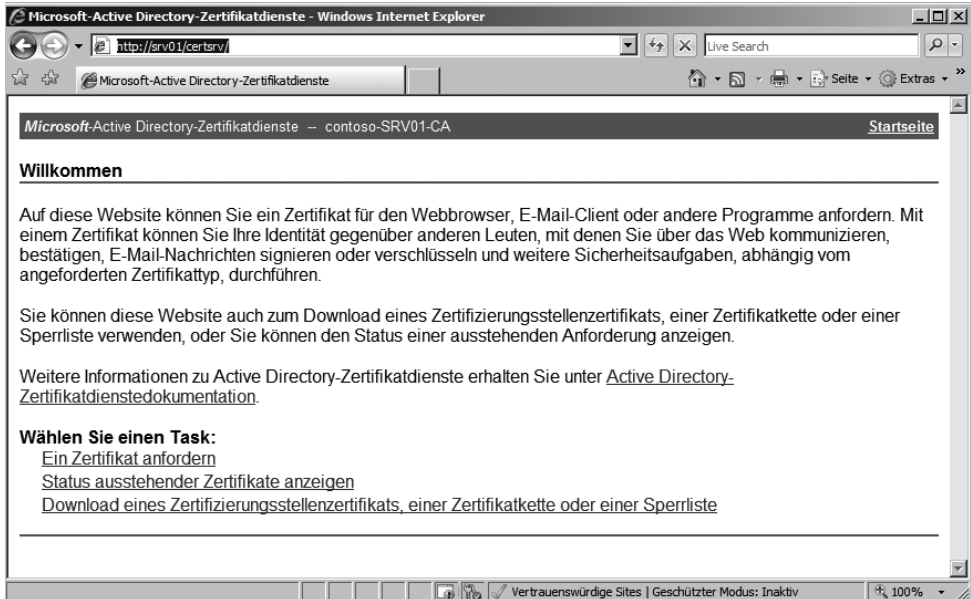 Microsoft-Active Directory-Zertifikatdienste - Windows Internet Explorer
http://srv01/certsrv/
Live Search
Microsoft-Active Directory-Zertifikatdienste
Seite
Extras
Microsoft-Active Directory-Zertifikatdienste -- contoso-SRV01-CA
Startseite
Willkommen
Auf diese Website können Sie ein Zertifikat für den Webbrowser, E-Mail-Client oder andere Programme anfordern. Mit
einem Zertifikat können Sie Ihre Identität gegenüber anderen Leuten, mit denen Sie über das Web kommunizieren,
bestätigen, E-Mail-Nachrichten signieren oder verschlüsseln und weitere Sicherheitsaufgaben, abhängig vom
angeforderten Zertifikattyp, durchführen.
Sie können diese Website auch zum Download eines Zertifizierungsstellenzertifikats, einer Zertifikatkette oder einer
Sperrliste verwenden, oder Sie können den Status einer ausstehenden Anforderung anzeigen.
Weitere Informationen zu Active Directory-Zertifikatdienste erhalten Sie unter Active Directory-
Zertifikatdienstedokumentation.
Wählen Sie einen Task:
Ein Zertifikat anfordern
Status ausstehender Zertifikate anzeigen
Download eines Zertifizierungsstellenzertifikats, einer Zertifikatkette oder einer Sperrliste
Vertrauenswürdige Sites | Geschützter Modus: Inaktiv
100%